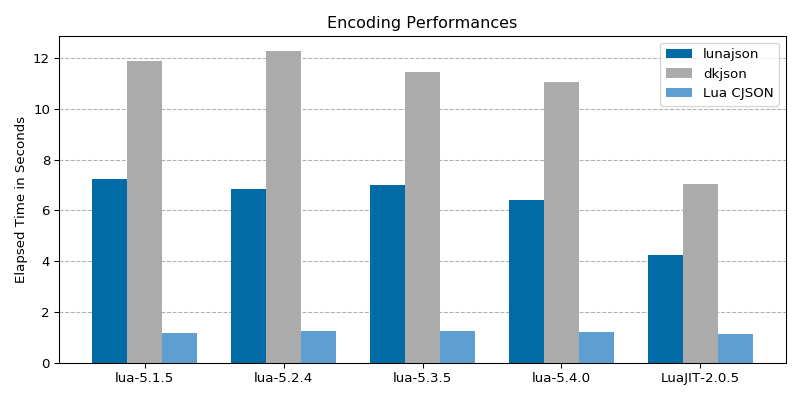 Encoding Performances
Elapsed Time in Seconds
12
10
8
6
4
2
0
lunajson
dkjson
Lua CJSON
lua-5.1.5
lua-5.2.4
lua-5.3.5
lua-5.4.0
LuaJIT-2.0.5